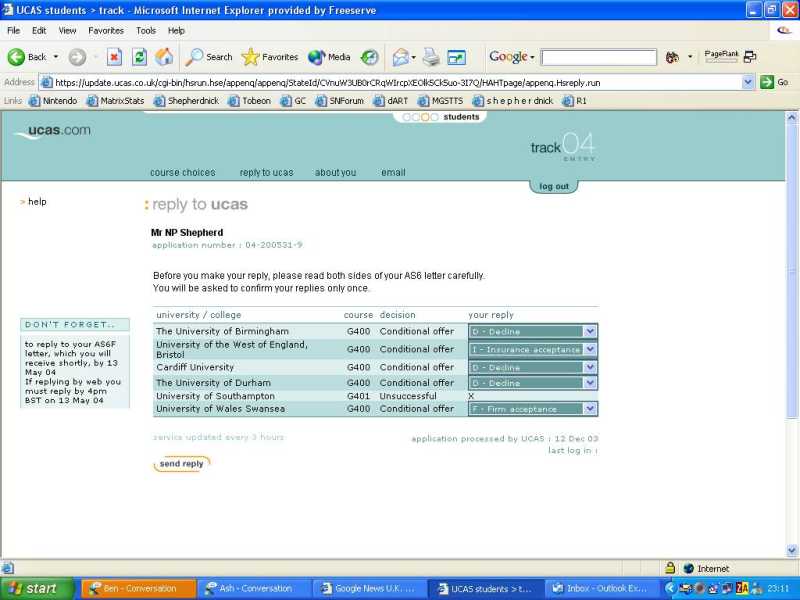 UCAS students > track - Microsoft Internet Explorer provided by Freeserve
File Edit View Favorites Tools Help
Back Search Favorites Media Google PageRank
Address https://update.ucas.co.uk/cgi-bin/hsrun.hse/appenq/appenq/StateId/CVnuW3UB0rCRqWIrcpXEOlkSCk5uo-3I7Q/HAHTpage/appenq.Hsreply.run Go
Links Nintendo MatrixStats Shepherdnick Tobeon GC SNForum dART MG5TTS s h e p h e r d nick R1
students
ucas.com
track 04
ENTRY
course choices reply to ucas about you email
log out
> help
: reply to ucas
Mr NP Shepherd
application number : 04-200531-9
Before you make your reply, please read both sides of your AS6 letter carefully.
You will be asked to confirm your replies only once.
university / college course decision your reply
The University of Birmingham G400 Conditional offer D - Decline
University of the West of England, Bristol G400 Conditional offer I - Insurance acceptance
Cardiff University G400 Conditional offer D - Decline
The University of Durham G400 Conditional offer D - Decline
University of Southampton G401 Unsuccessful X
University of Wales Swansea G400 Conditional offer F - Firm acceptance
DON'T FORGET..
to reply to your AS6F
letter, which you will
receive shortly, by 13
May 04
If replying by web you
must reply by 4pm
BST on 13 May 04
service updated every 3 hours
application processed by UCAS : 12 Dec 03
last log in :
send reply
Internet
start Ben - Conversation Ash - Conversation Google News U.K. ... UCAS students > t... Inbox - Outlook Ex... 23:11